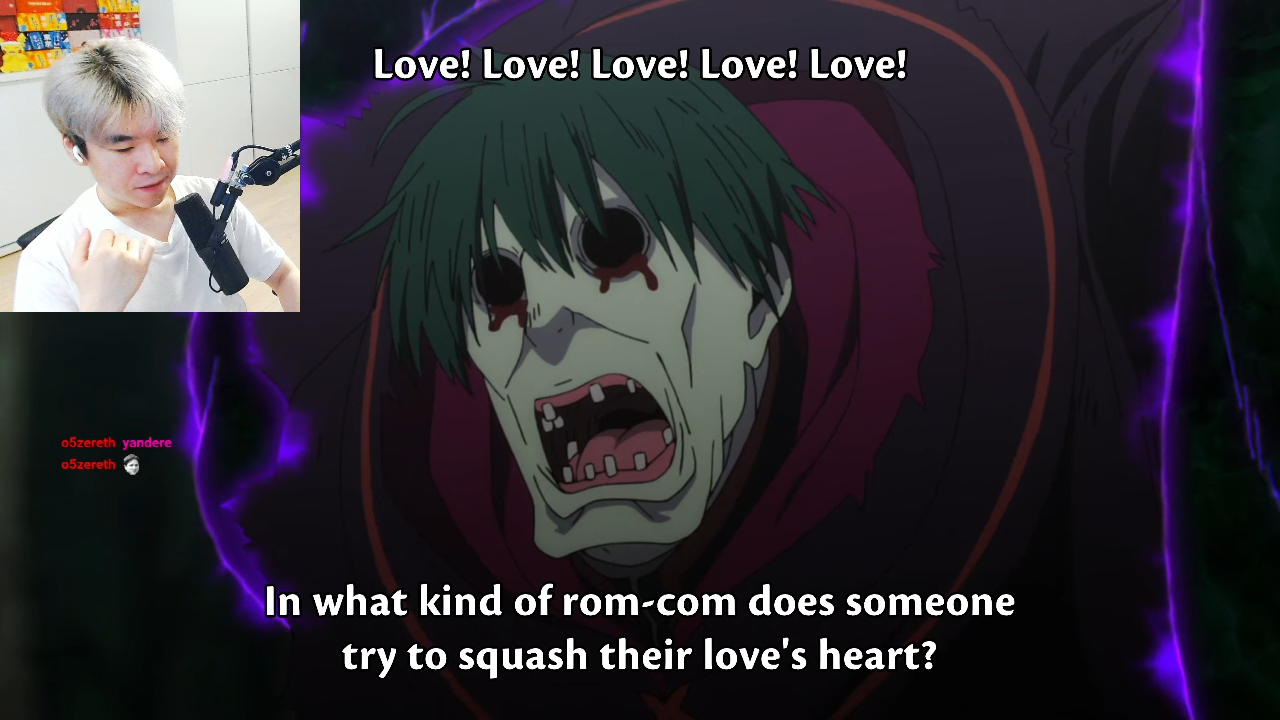 Love! Love! Love! Love! Love!
o5zereth yandere
o5zereth
In what kind of rom-com does someone
try to squash their love's heart?